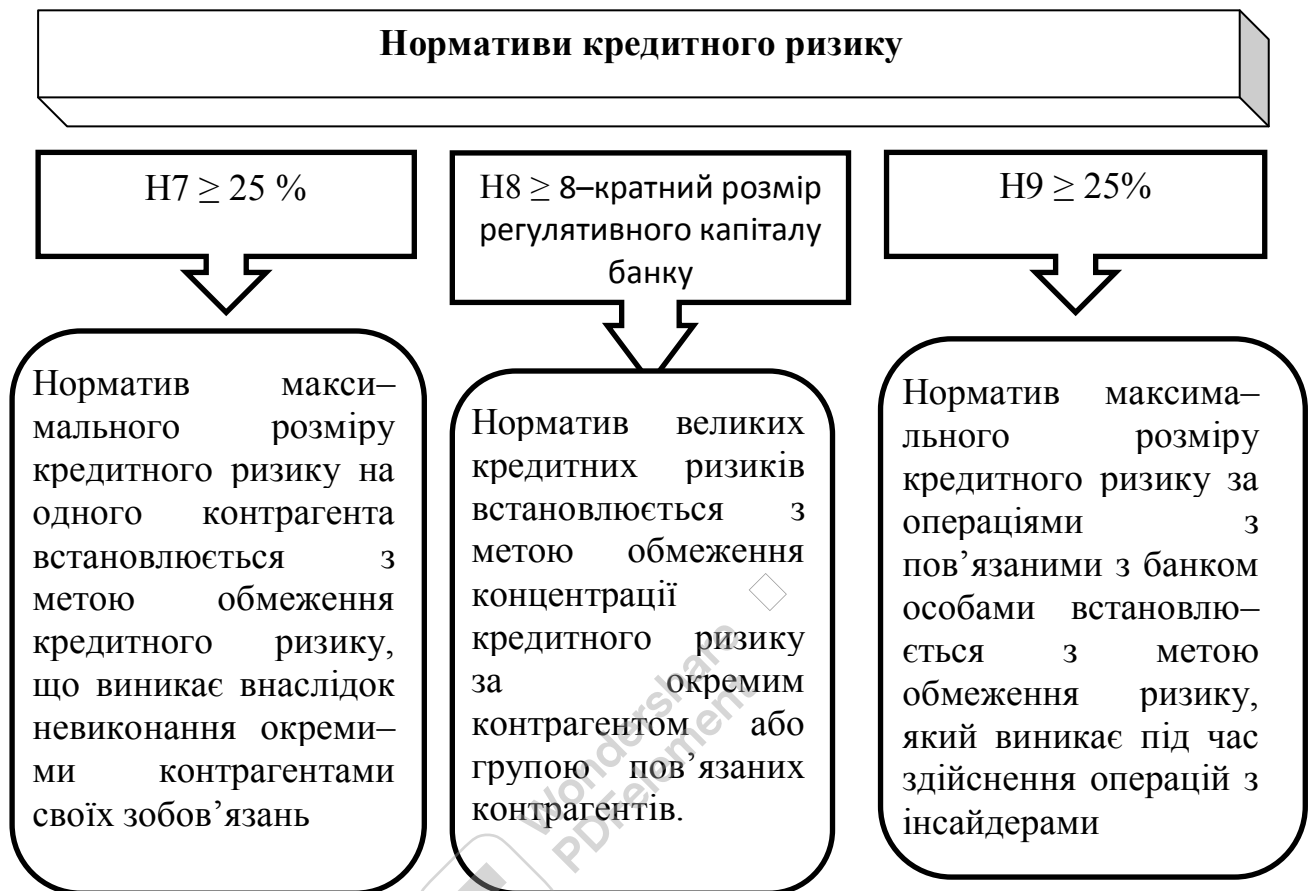 Нормативи кредитного ризику
Н7 ≥ 25 %
Н8 ≥ 8–кратний розмір
регулятивного капіталу
банку
Н9 ≥ 25%
Норматив макси–
мального розміру
кредитного ризику на
одного контрагента
встановлюється з
метою обмеження
кредитного ризику,
що виникає внаслідок
невиконання окреми–
ми контрагентами
своїх зобов’язань
Норматив великих
кредитних ризиків
встановлюється з
метою обмеження
концентрації
кредитного ризику
за окремим
контрагентом або
групою пов’язаних
контрагентів.
Норматив максима–
льного розміру
кредитного ризику за
операціями з
пов’язаними з банком
особами встановлю–
ється з метою
обмеження ризику,
який виникає під час
здійснення операцій з
інсайдерами
Wondershare
PDFelement